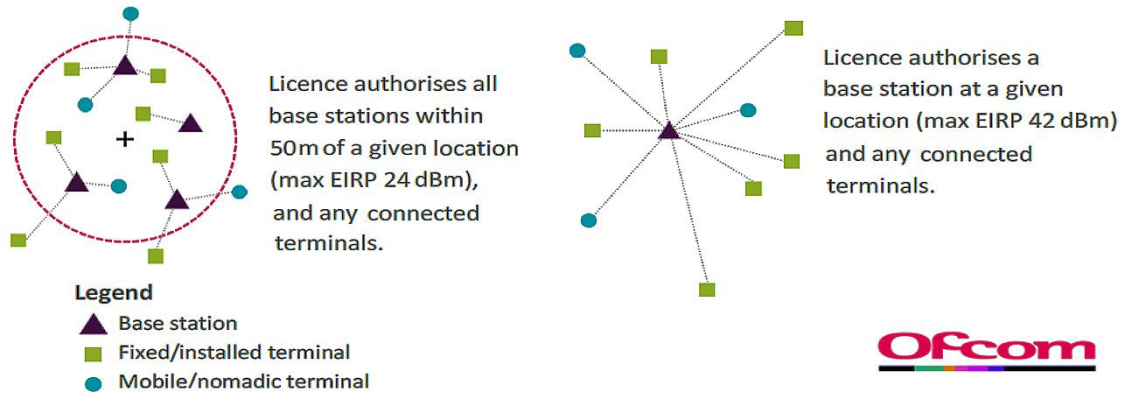 Licence authorises all
base stations within
50m of a given location
(max EIRP 24 dBm),
and any connected
terminals.
Licence authorises a
base station at a given
location (max EIRP 42 dBm)
and any connected
terminals.
Legend
Base station
Fixed/installed terminal
Mobile/nomadic terminal
Ofcom